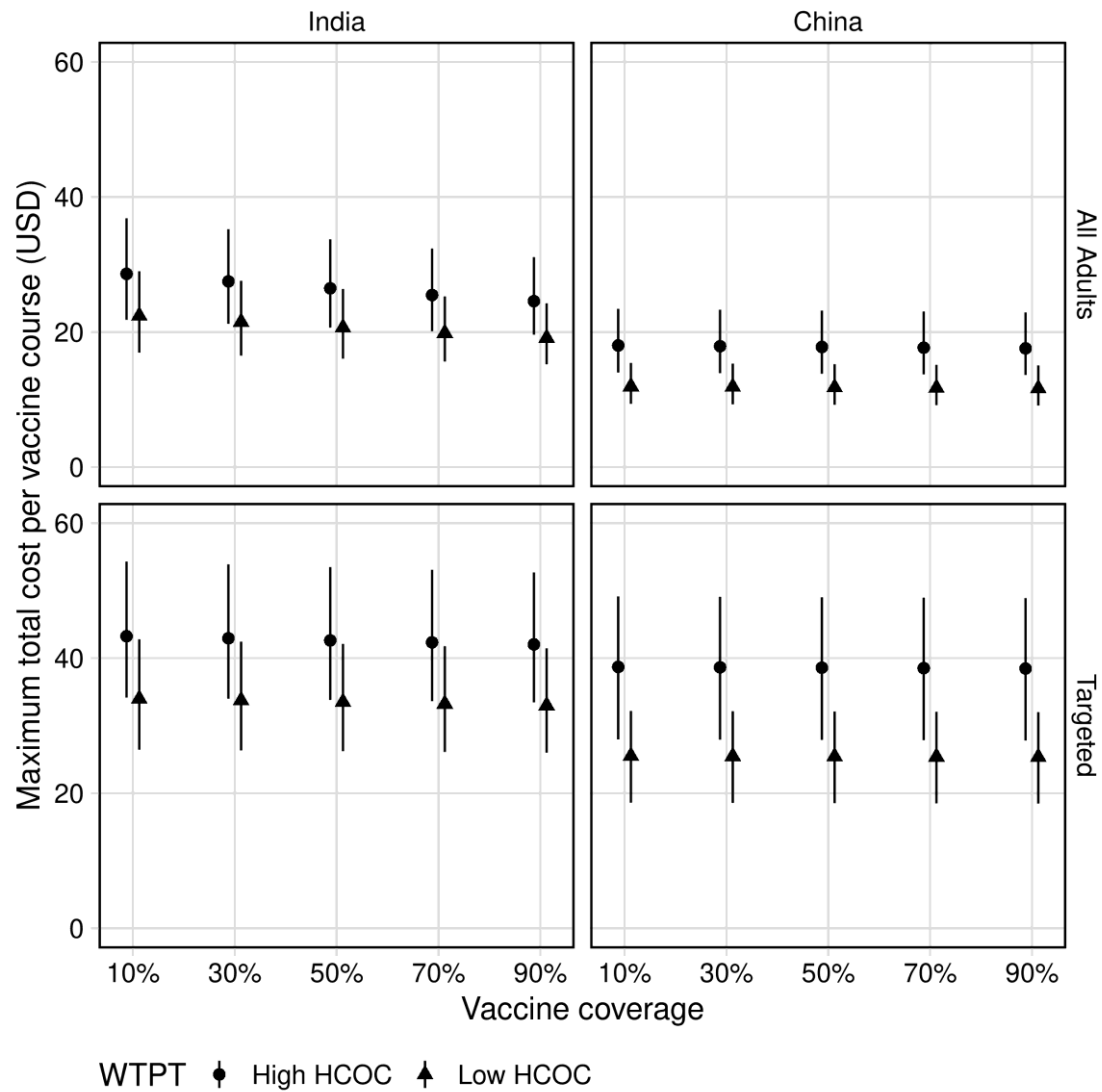 India
China
Maximum total cost per vaccine course (USD)
60
40
20
0
All Adults
60
40
20
0
Targeted
10%
30%
50%
70%
90%
10%
30%
50%
70%
90%
Vaccine coverage
WTPT High HCOC Low HCOC